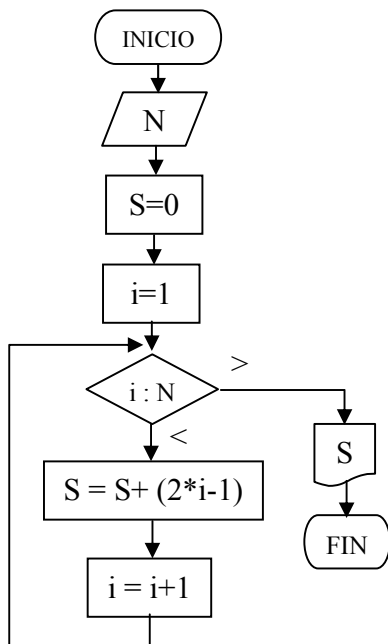 INICIO
N
S=0
i=1
i : N
>
<
S = S+ (2*i-1)
i = i+1
S
FIN